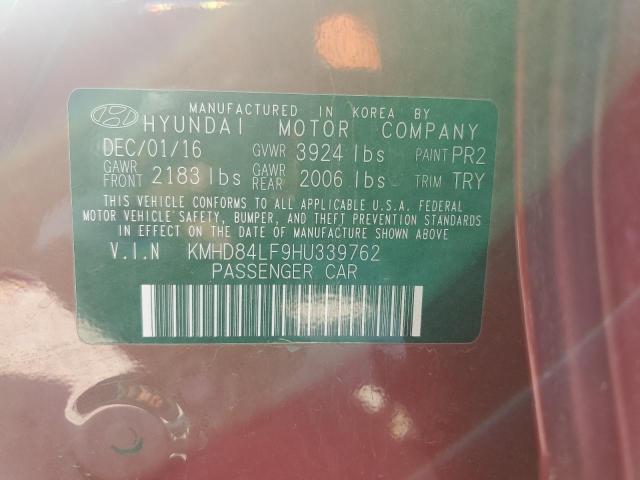 MANUFACTURED IN KOREA BY
HYUNDAI MOTOR COMPANY
DEC/01/16 GVWR 3924 lbs PAINT PR2
GAWR FRONT 2183 lbs GAWR REAR 2006 lbs TRIM TRY
THIS VEHICLE CONFORMS TO ALL APPLICABLE U.S.A. FEDERAL
MOTOR VEHICLE SAFETY, BUMPER, AND THEFT PREVENTION STANDARDS
IN EFFECT ON THE DATE OF MANUFACTURE SHOWN ABOVE
V.I.N KMHD84LF9HU339762
PASSENGER CAR